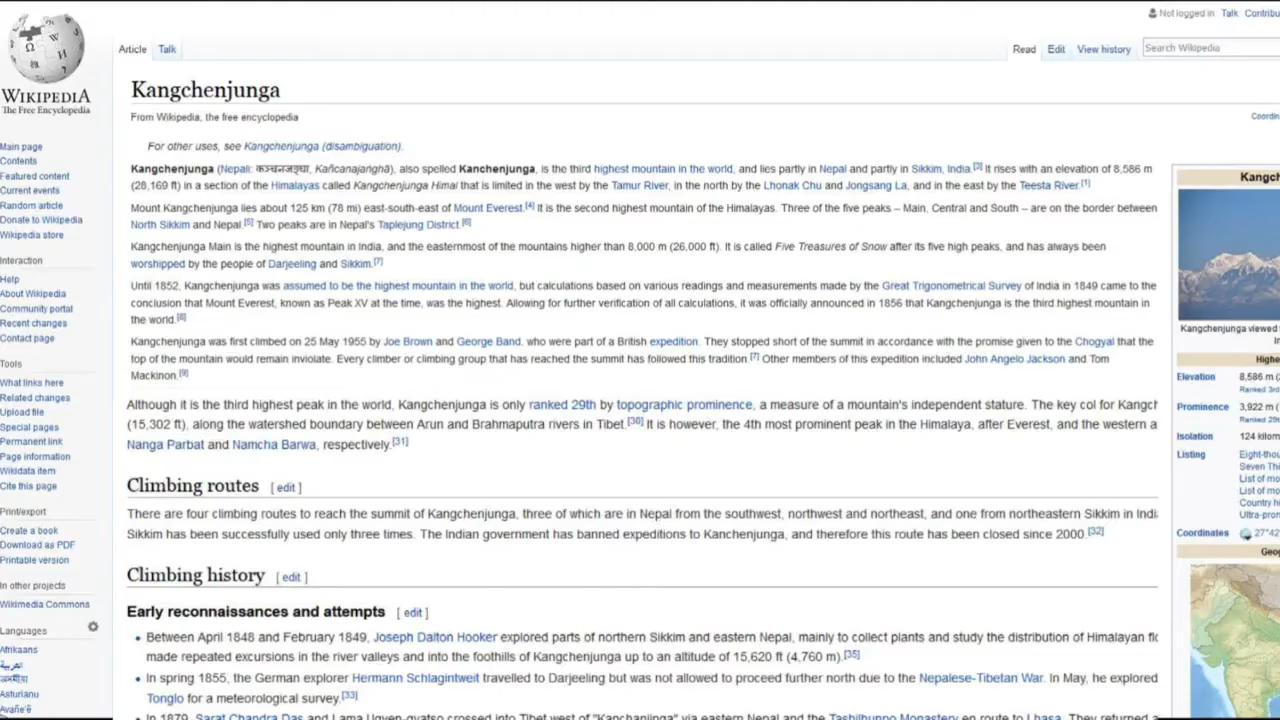 Not logged in Talk Contribu
Article Talk
Read Edit View history
Search Wikipedia
WIKIPEDIA
The Free Encyclopedia
Main page
Contents
Featured content
Current events
Random article
Donate to Wikipedia
Wikipedia store
Interaction
Help
About Wikipedia
Community portal
Recent changes
Contact page
Tools
What links here
Related changes
Upload file
Special pages
Permanent link
Page information
Wikidata item
Cite this page
Print/export
Create a book
Download as PDF
Printable version
In other projects
Wikimedia Commons
Languages
Afrikaans
العربية
অসমীয়া
Asturianu
Kangchenjunga
From Wikipedia, the free encyclopedia
Coordin
For other uses, see Kangchenjunga (disambiguation).
Kangchenjunga (Nepali: कञ्चनजङ्घा, Kañcanajaṅghā), also spelled Kanchenjunga, is the third highest mountain in the world, and lies partly in Nepal and partly in Sikkim, India.[3] It rises with an elevation of 8,586 m
(28,169 ft) in a section of the Himalayas called Kangchenjunga Himal that is limited in the west by the Tamur River, in the north by the Lhonak Chu and Jongsang La, and in the east by the Teesta River.[1]
Mount Kangchenjunga lies about 125 km (78 mi) east-south-east of Mount Everest.[4] It is the second highest mountain of the Himalayas. Three of the five peaks – Main, Central and South – are on the border between
North Sikkim and Nepal.[5] Two peaks are in Nepal's Taplejung District.[6]
Kangchenjunga Main is the highest mountain in India, and the easternmost of the mountains higher than 8,000 m (26,000 ft). It is called Five Treasures of Snow after its five high peaks, and has always been
worshipped by the people of Darjeeling and Sikkim.[7]
Until 1852, Kangchenjunga was assumed to be the highest mountain in the world, but calculations based on various readings and measurements made by the Great Trigonometrical Survey of India in 1849 came to the
conclusion that Mount Everest, known as Peak XV at the time, was the highest. Allowing for further verification of all calculations, it was officially announced in 1856 that Kangchenjunga is the third highest mountain in
the world.[8]
Kangchenjunga was first climbed on 25 May 1955 by Joe Brown and George Band, who were part of a British expedition. They stopped short of the summit in accordance with the promise given to the Chogyal that the
top of the mountain would remain inviolate. Every climber or climbing group that has reached the summit has followed this tradition.[7] Other members of this expedition included John Angelo Jackson and Tom
Mackinon.[9]
Although it is the third highest peak in the world, Kangchenjunga is only ranked 29th by topographic prominence, a measure of a mountain's independent stature. The key col for Kangch
(15,302 ft), along the watershed boundary between Arun and Brahmaputra rivers in Tibet.[30] It is however, the 4th most prominent peak in the Himalaya, after Everest, and the western a
Nanga Parbat and Namcha Barwa, respectively.[31]
Climbing routes [ edit ]
There are four climbing routes to reach the summit of Kangchenjunga, three of which are in Nepal from the southwest, northwest and northeast, and one from northeastern Sikkim in Indi
Sikkim has been successfully used only three times. The Indian government has banned expeditions to Kanchenjunga, and therefore this route has been closed since 2000.[32]
Climbing history [ edit ]
Early reconnaissances and attempts [ edit ]
• Between April 1848 and February 1849, Joseph Dalton Hooker explored parts of northern Sikkim and eastern Nepal, mainly to collect plants and study the distribution of Himalayan flo
made repeated excursions in the river valleys and into the foothills of Kangchenjunga up to an altitude of 15,620 ft (4,760 m).[35]
• In spring 1855, the German explorer Hermann Schlagintweit travelled to Darjeeling but was not allowed to proceed further north due to the Nepalese-Tibetan War. In May, he explored
Tonglo for a meteorological survey.[33]
• In 1879, Sarat Chandra Das and Lama Ugyen-gyatso crossed into Tibet west of "Kanchanjinga" via eastern Nepal and the Tashilhunpo Monastery en route to Lhasa. They returned a
Kangch
Kangchenjunga viewed
In
Highe
Elevation 8,586 m (2
Ranked 3rd
Prominence 3,922 m (
Ranked 29th
Isolation 124 kilom
Listing Eight-thou
Seven Thi
List of mo
List of mo
Country hi
Ultra-pron
Coordinates 27°42
Geog